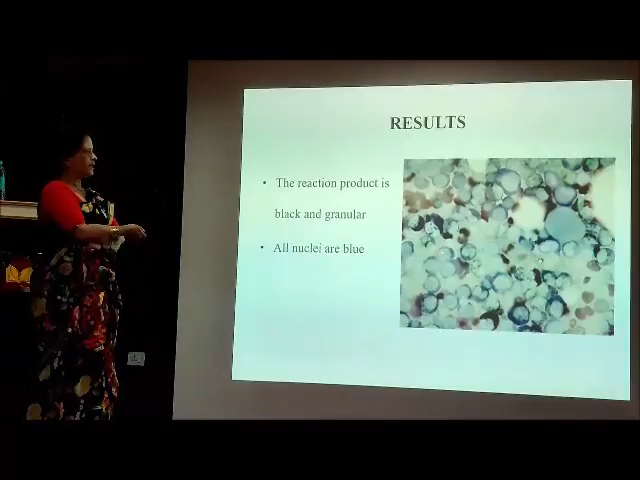 RESULTS
• The reaction product is
black and granular
• All nuclei are blue